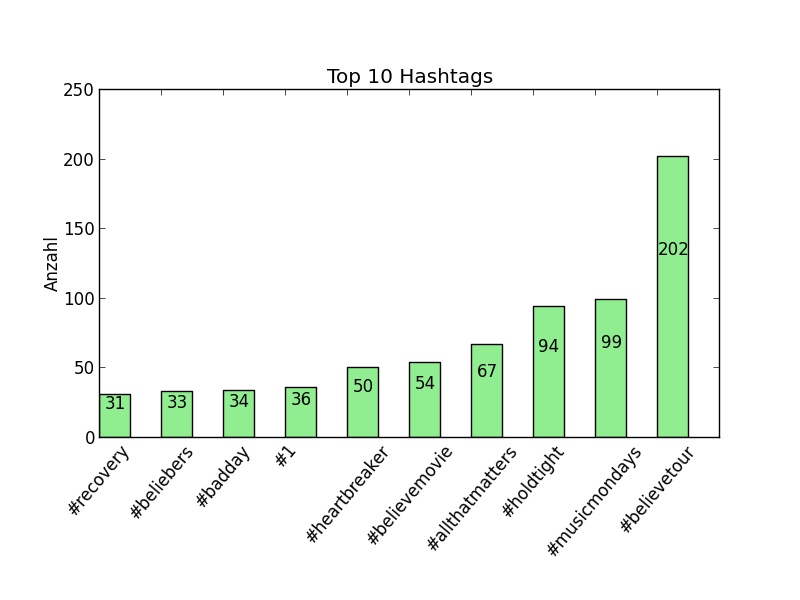 Top 10 Hashtags
Anzahl
250
200
150
100
50
0
31
33
34
36
50
54
67
94
99
202
#recovery
#beliebers
#badday
#1
#heartbreaker
#believemovie
#allthatmatters
#holdtight
#musicmondays
#believetour